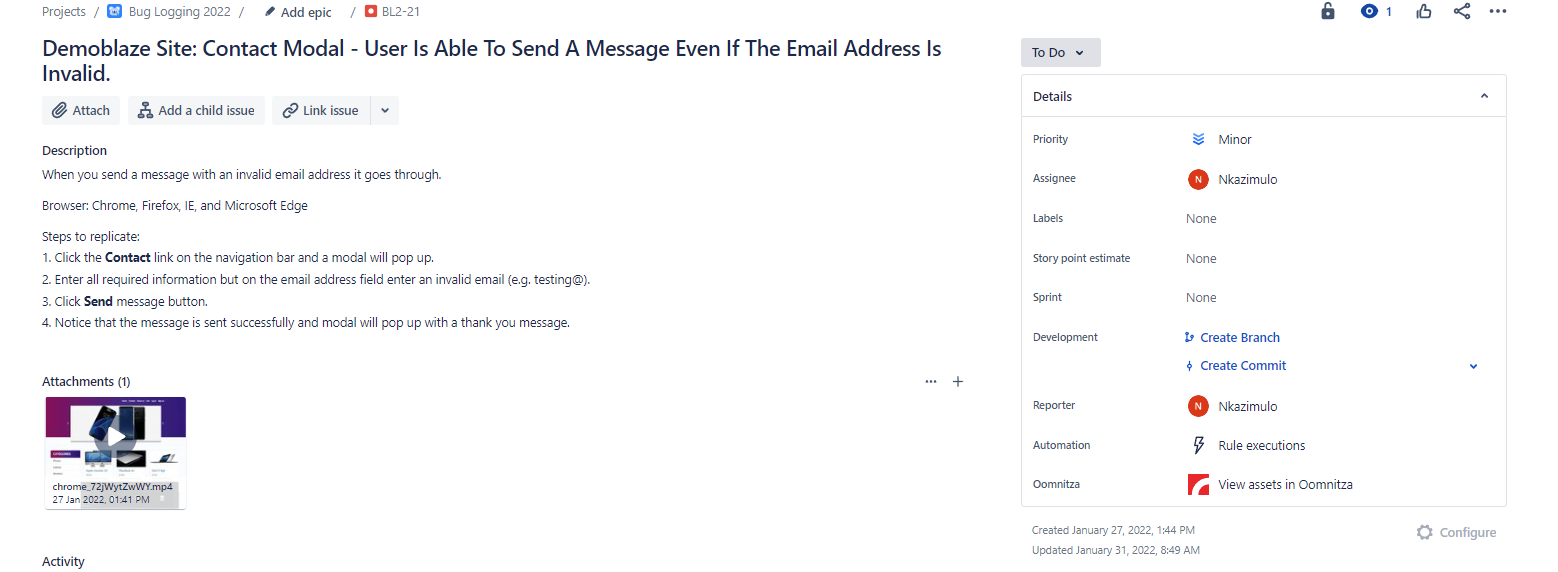 Projects / Bug Logging 2022 / Add epic / BL2-21
1
Demoblaze Site: Contact Modal - User Is Able To Send A Message Even If The Email Address Is
Invalid.
Attach Add a child issue Link issue
Description
When you send a message with an invalid email address it goes through.
Browser: Chrome, Firefox, IE, and Microsoft Edge
Steps to replicate:
1. Click the Contact link on the navigation bar and a modal will pop up.
2. Enter all required information but on the email address field enter an invalid email (e.g. testing@).
3. Click Send message button.
4. Notice that the message is sent successfully and modal will pop up with a thank you message.
Attachments (1)
chrome_72jWytZwWY.mp4
27 Jan 2022, 01:41 PM
Activity
To Do
Details
Priority Minor
Assignee N Nkazimulo
Labels None
Story point estimate None
Sprint None
Development Create Branch
Create Commit
Reporter N Nkazimulo
Automation Rule executions
Oomnitza View assets in Oomnitza
Created January 27, 2022, 1:44 PM
Configure
Updated January 31, 2022, 8:49 AM